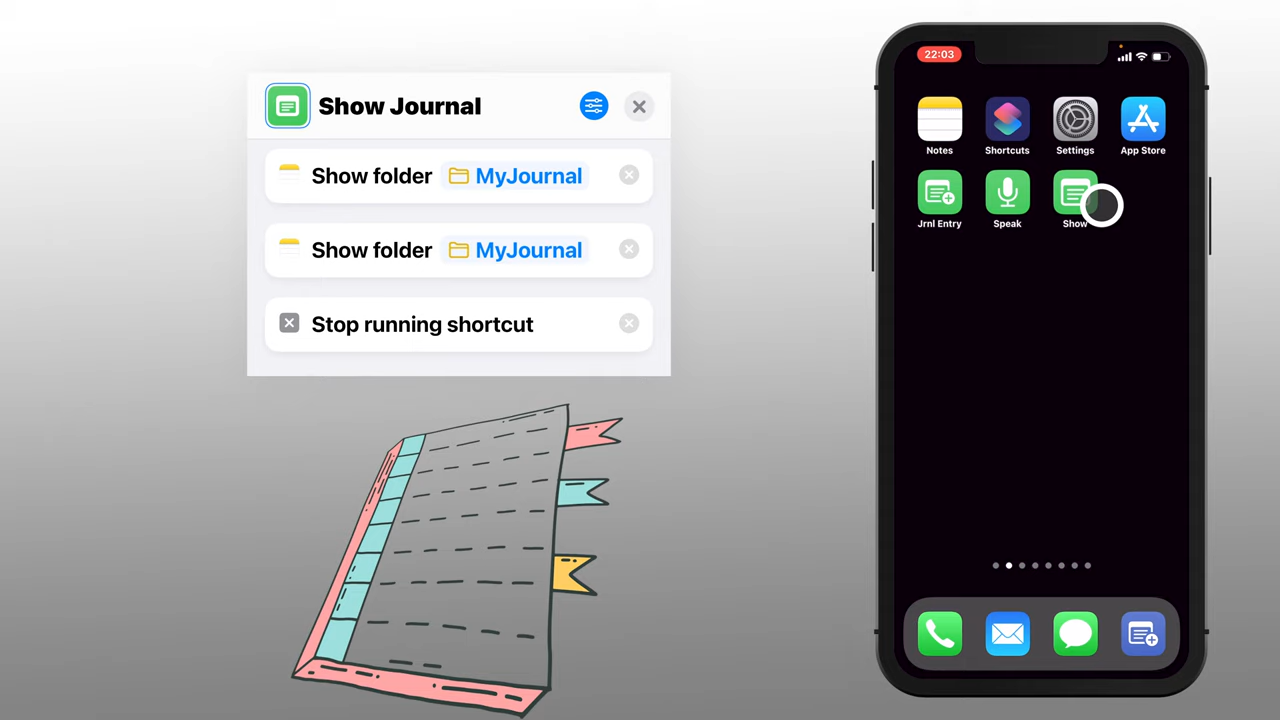 Show Journal
Show folder MyJournal
Show folder MyJournal
Stop running shortcut
22:03
Notes Shortcuts Settings App Store
Jrnl Entry Speak Show